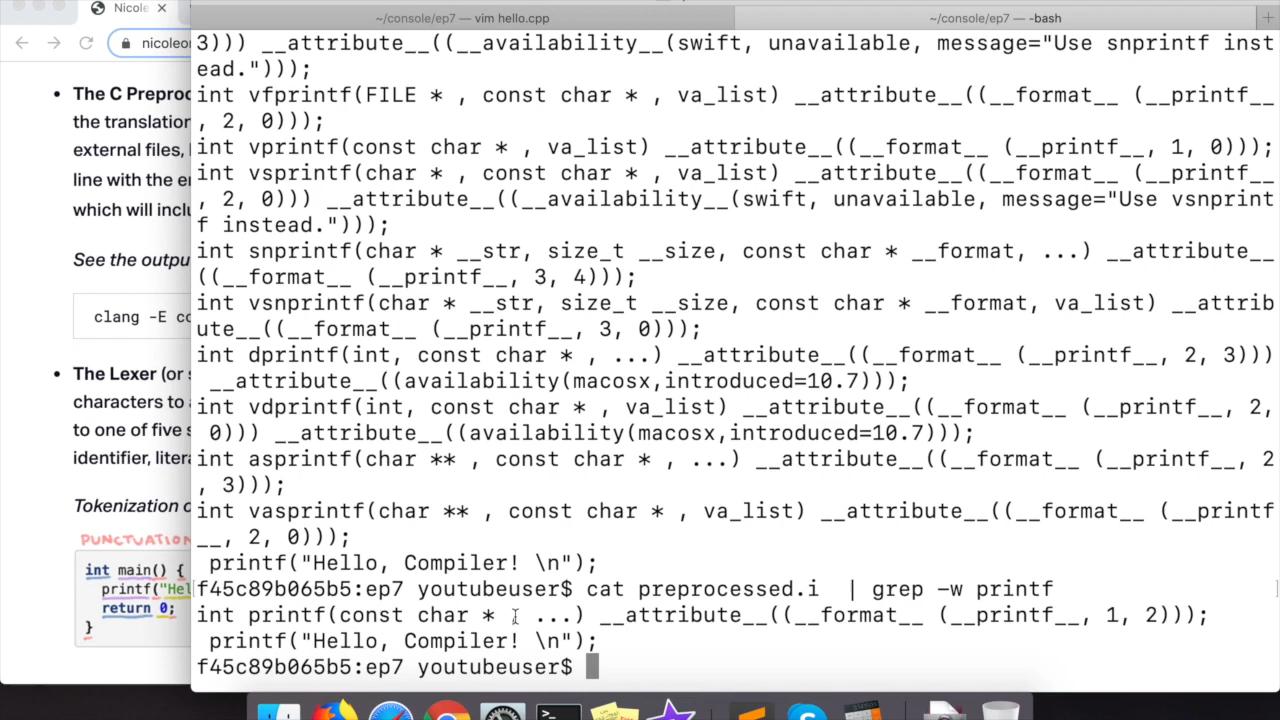 Nicole
~/console/ep7 — vim hello.cpp
~/console/ep7 — -bash
nicoleor
The C Preproc
the translation
external files, l
line with the en
which will inclu
See the outpu
clang -E co
The Lexer (or s
characters to a
to one of five s
identifier, litera
Tokenization o
PUNCTUATION
int main() {
printf("Hel
return 0;
}
3))) __attribute__((__availability__(swift, unavailable, message="Use snprintf inst
ead.")));
int vfprintf(FILE * , const char * , va_list) __attribute__((__format__ (__printf__
, 2, 0)));
int vprintf(const char * , va_list) __attribute__((__format__ (__printf__, 1, 0)));
int vsprintf(char * , const char * , va_list) __attribute__((__format__ (__printf__
, 2, 0))) __attribute__((__availability__(swift, unavailable, message="Use vsnprint
f instead.")));
int snprintf(char * __str, size_t __size, const char * __format, ...) __attribute__
((__format__ (__printf__, 3, 4)));
int vsnprintf(char * __str, size_t __size, const char * __format, va_list) __attrib
ute__((__format__ (__printf__, 3, 0)));
int dprintf(int, const char * , ...) __attribute__((__format__ (__printf__, 2, 3)))
__attribute__((availability(macosx,introduced=10.7)));
int vdprintf(int, const char * , va_list) __attribute__((__format__ (__printf__, 2,
0))) __attribute__((availability(macosx,introduced=10.7)));
int asprintf(char ** , const char * , ...) __attribute__((__format__ (__printf__, 2
, 3)));
int vasprintf(char ** , const char * , va_list) __attribute__((__format__ (__printf
__, 2, 0)));
printf("Hello, Compiler! \n");
f45c89b065b5:ep7 youtubeuser$ cat preprocessed.i  | grep -w printf
int printf(const char * , ...) __attribute__((__format__ (__printf__, 1, 2)));
printf("Hello, Compiler! \n");
f45c89b065b5:ep7 youtubeuser$